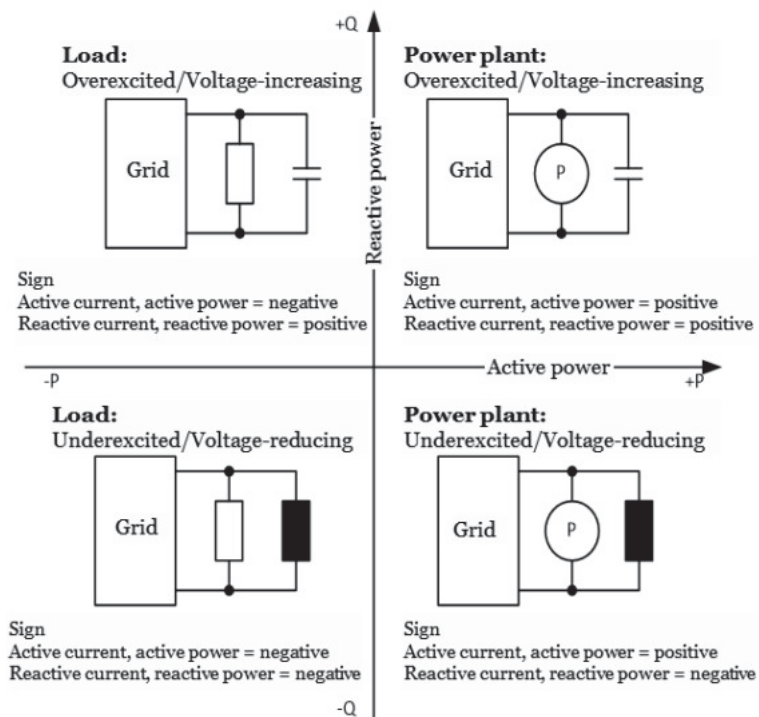 +Q
Load:
Overexcited/Voltage-increasing
Grid
Sign
Active current, active power = negative
Reactive current, reactive power = positive
Reactive power
Power plant:
Overexcited/Voltage-increasing
Grid
P
Sign
Active current, active power = positive
Reactive current, reactive power = positive
-P
Active power
+P
Load:
Underexcited/Voltage-reducing
Grid
Sign
Active current, active power = negative
Reactive current, reactive power = negative
Power plant:
Underexcited/Voltage-reducing
Grid
P
Sign
Active current, active power = positive
Reactive current, reactive power = negative
-Q